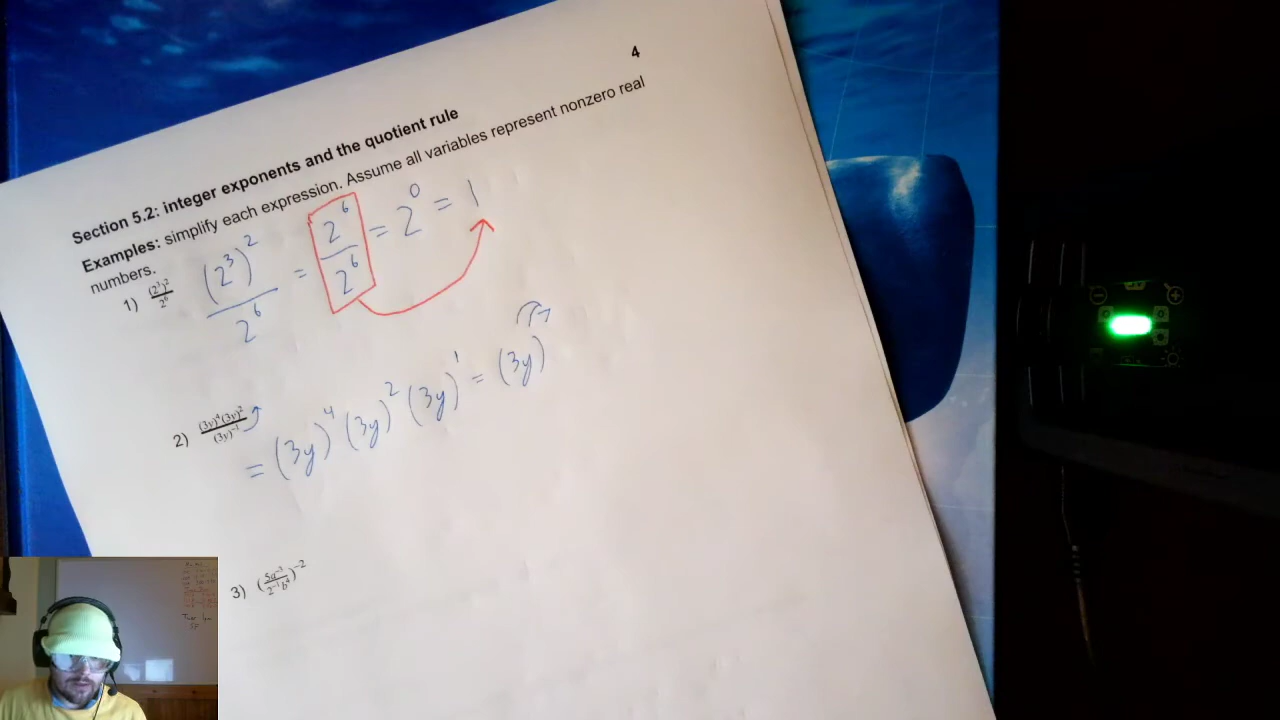 4
Section 5.2: integer exponents and the quotient rule
Examples: simplify each expression. Assume all variables represent nonzero real
numbers.
1) (2³)²/2⁶ (2³)²/2⁶ = 2⁶/2⁶ = 2⁰ = 1
2) (3y)⁴(3y)²/(3y)⁻¹
= (3y)⁴(3y)²(3y)¹ = (3y)⁷
3) (5a⁻³/2⁻¹b⁴)⁻²